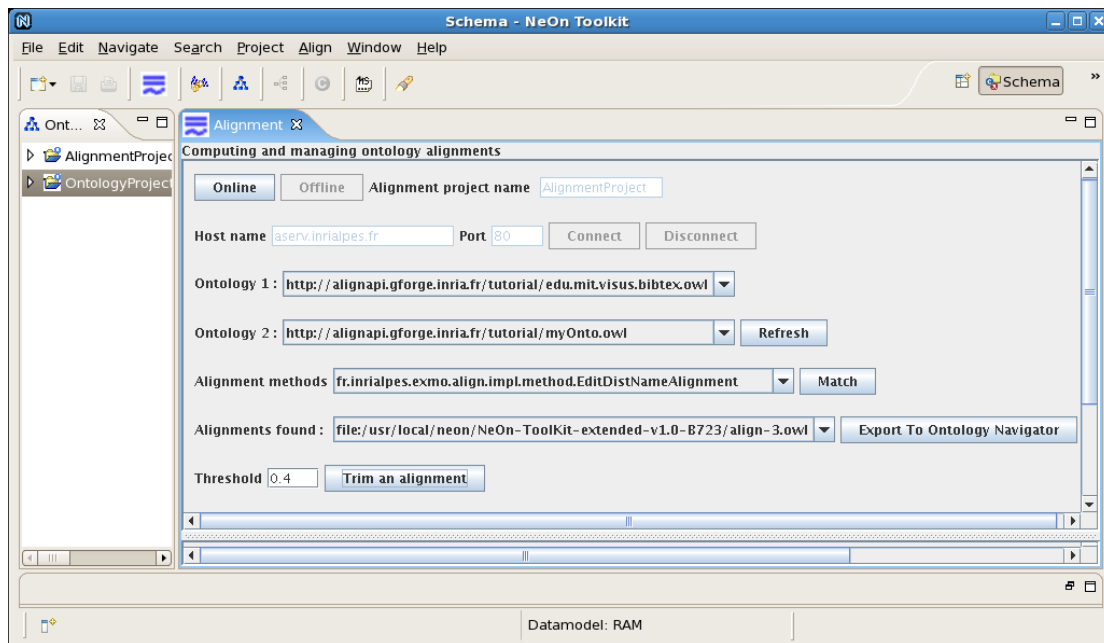 Schema - NeOn Toolkit
File Edit Navigate Search Project Align Window Help
Schema
»
Ont...
Alignment
AlignmentProjec
OntologyProject
Computing and managing ontology alignments
Online Offline Alignment project name AlignmentProject
Host name aserv.inrialpes.fr Port 80 Connect Disconnect
Ontology 1 : http://alignapi.gforge.inria.fr/tutorial/edu.mit.visus.bibtex.owl
Ontology 2 : http://alignapi.gforge.inria.fr/tutorial/myOnto.owl Refresh
Alignment methods fr.inrialpes.exmo.align.impl.method.EditDistNameAlignment Match
Alignments found : file:/usr/local/neon/NeOn-ToolKit-extended-v1.0-B723/align-3.owl Export To Ontology Navigator
Threshold 0.4 Trim an alignment
Datamodel: RAM